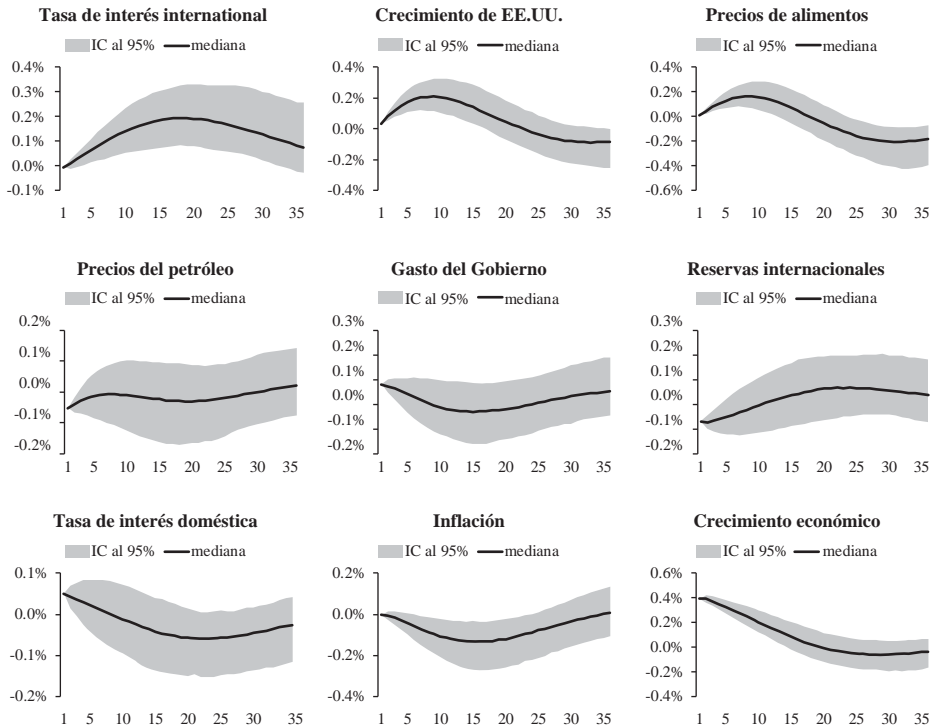 Tasa de interés international
IC al 95% mediana
0.4%
0.3%
0.2%
0.1%
0.0%
-0.1%
1 5 10 15 20 25 30 35
Crecimiento de EE.UU.
IC al 95% mediana
0.4%
0.2%
0.0%
-0.2%
-0.4%
1 5 10 15 20 25 30 35
Precios de alimentos
IC al 95% mediana
0.4%
0.2%
0.0%
-0.2%
-0.4%
-0.6%
1 5 10 15 20 25 30 35
Precios del petróleo
IC al 95% mediana
0.2%
0.1%
0.0%
-0.1%
-0.2%
1 5 10 15 20 25 30 35
Gasto del Gobierno
IC al 95% mediana
0.3%
0.2%
0.1%
0.0%
-0.1%
-0.2%
1 5 10 15 20 25 30 35
Reservas internacionales
IC al 95% mediana
0.3%
0.2%
0.1%
0.0%
-0.1%
-0.2%
1 5 10 15 20 25 30 35
Tasa de interés doméstica
IC al 95% mediana
0.1%
0.0%
-0.1%
-0.2%
1 5 10 15 20 25 30 35
Inflación
IC al 95% mediana
0.2%
0.0%
-0.2%
-0.4%
1 5 10 15 20 25 30 35
Crecimiento económico
IC al 95% mediana
0.6%
0.4%
0.2%
0.0%
-0.2%
-0.4%
1 5 10 15 20 25 30 35